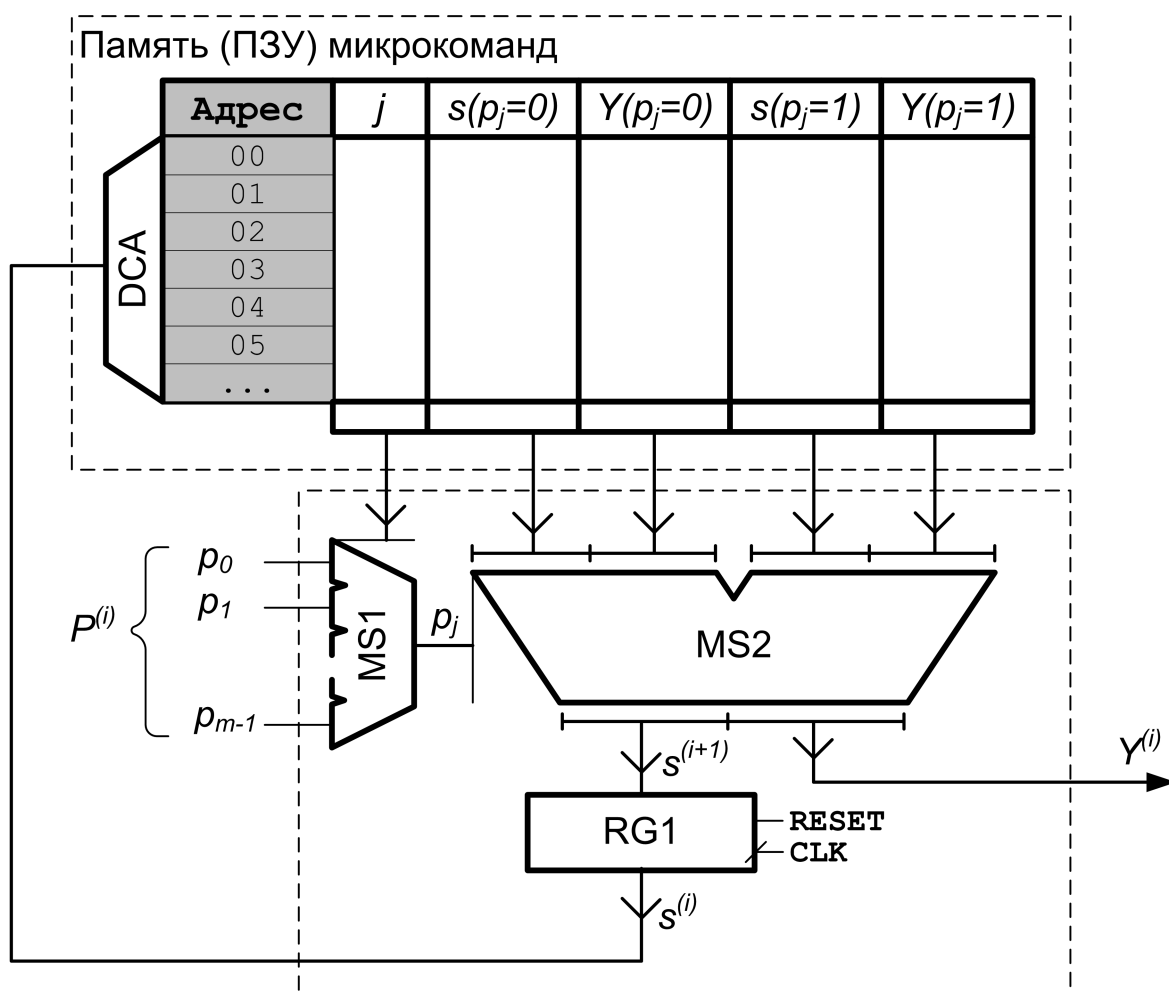 Память (ПЗУ) микрокоманд
Адрес j s(pj=0) Y(pj=0) s(pj=1) Y(pj=1)
00
01
02
03
04
05
...
DCA
P(i)
p0
p1
pm-1
MS1
pj
MS2
s(i+1)
Y(i)
RG1
RESET
CLK
s(i)